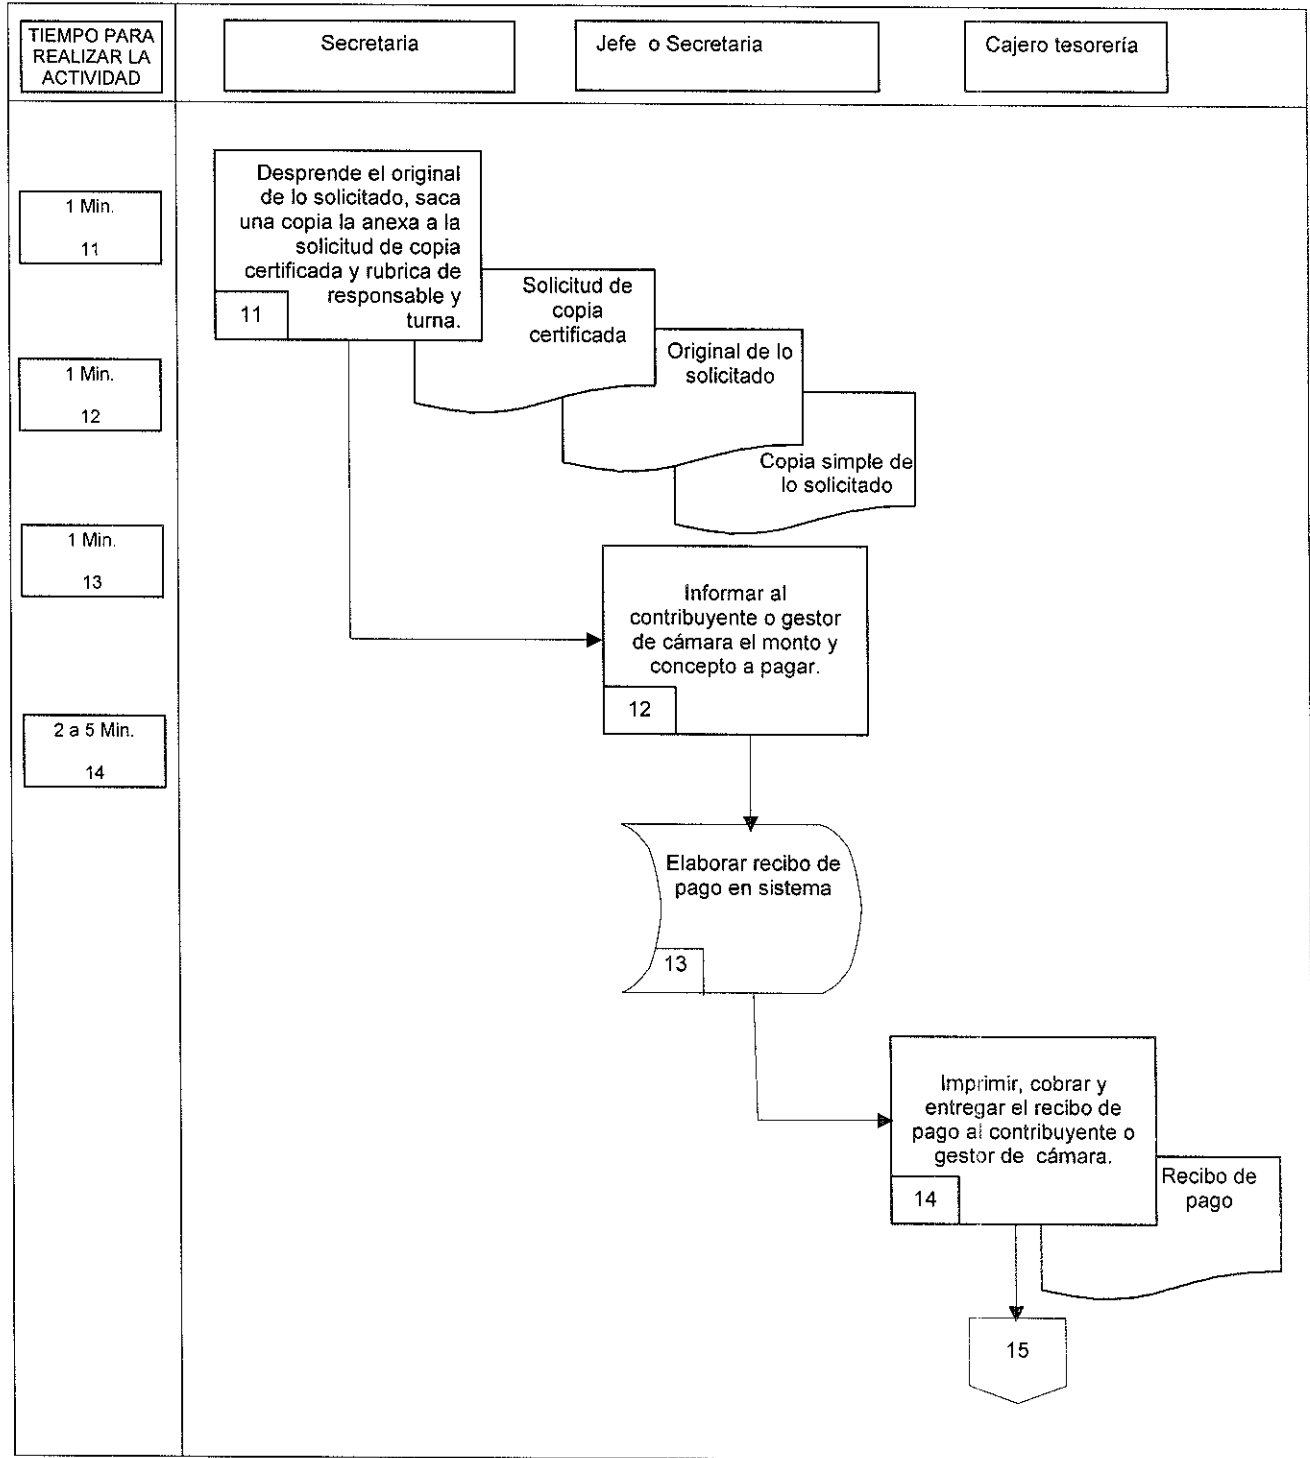 TIEMPO PARA
REALIZAR LA
ACTIVIDAD
Secretaria
Jefe o Secretaria
Cajero tesorería
1 Min.
11
1 Min.
12
1 Min.
13
2 a 5 Min.
14
Desprende el original
de lo solicitado, saca
una copia la anexa a la
solicitud de copia
certificada y rubrica de
responsable y
turna.
11
Solicitud de
copia
certificada
Original de lo
solicitado
Copia simple de
lo solicitado
Informar al
contribuyente o gestor
de cámara el monto y
concepto a pagar.
12
Elaborar recibo de
pago en sistema
13
Imprimir, cobrar y
entregar el recibo de
pago al contribuyente o
gestor de cámara.
14
Recibo de
pago
15